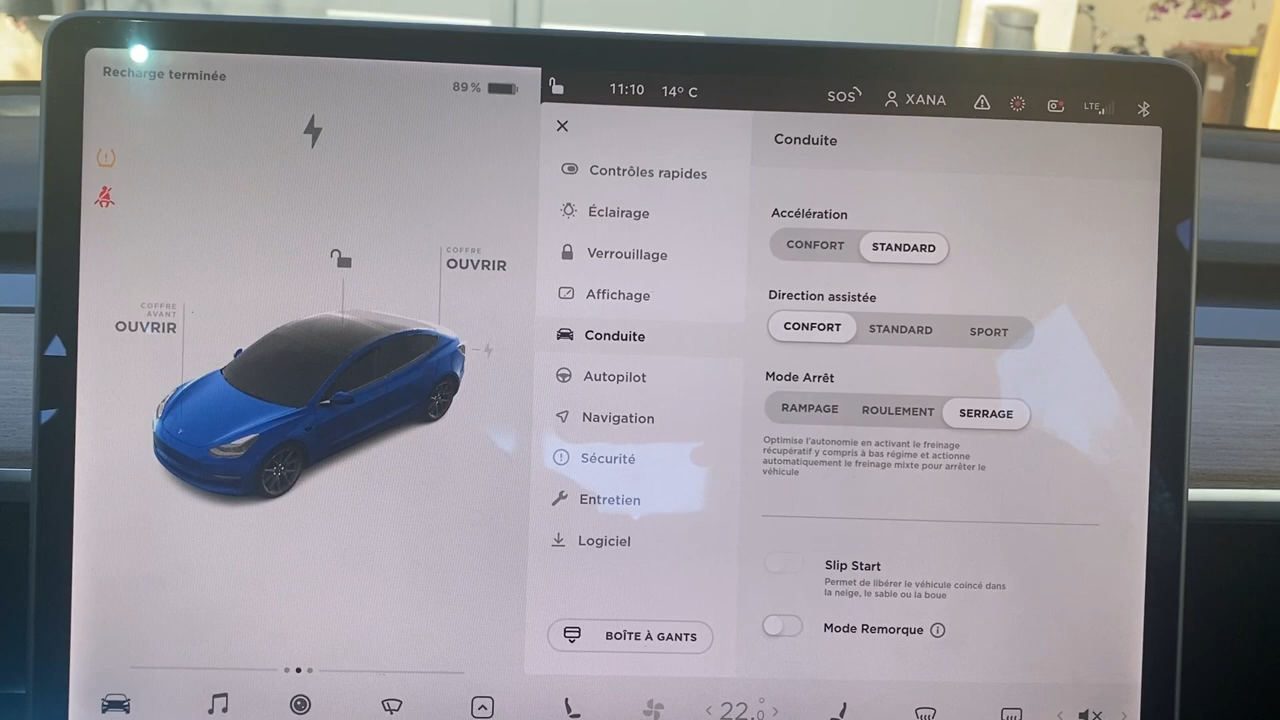 Recharge terminée
89 %
11:10
14° C
SOS
XANA
LTE
COFFRE
OUVRIR
COFFRE
AVANT
OUVRIR
Contrôles rapides
Éclairage
Verrouillage
Affichage
Conduite
Autopilot
Navigation
Sécurité
Entretien
Logiciel
BOÎTE À GANTS
Conduite
Accélération
CONFORT STANDARD
Direction assistée
CONFORT STANDARD SPORT
Mode Arrêt
RAMPAGE ROULEMENT SERRAGE
Optimise l'autonomie en activant le freinage
récupératif y compris à bas régime et actionne
automatiquement le freinage mixte pour arrêter le
véhicule
Slip Start
Permet de libérer le véhicule coincé dans
la neige, le sable ou la boue
Mode Remorque
22.0